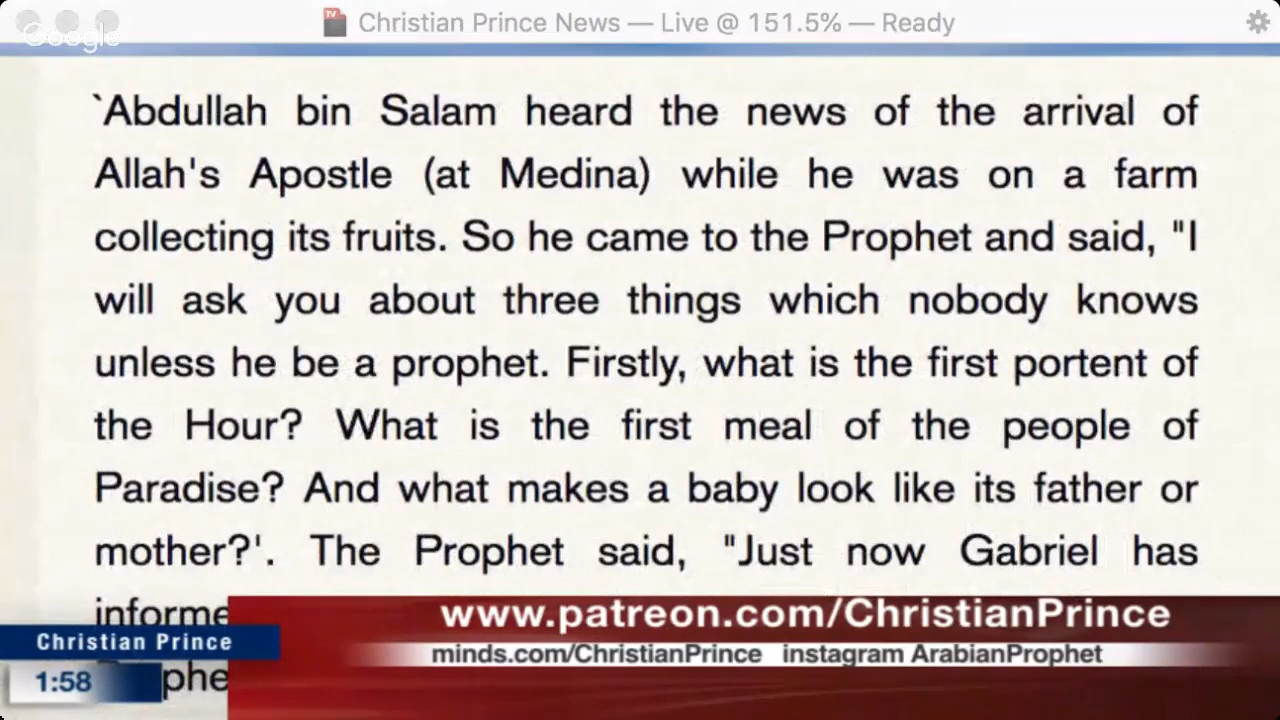 Christian Prince News — Live @ 151.5% — Ready
Google
`Abdullah bin Salam heard the news of the arrival of
Allah's Apostle (at Medina) while he was on a farm
collecting its fruits. So he came to the Prophet and said, "I
will ask you about three things which nobody knows
unless he be a prophet. Firstly, what is the first portent of
the Hour? What is the first meal of the people of
Paradise? And what makes a baby look like its father or
mother?'. The Prophet said, "Just now Gabriel has
informe
www.patreon.com/ChristianPrince
Christian Prince
minds.com/ChristianPrince instagram ArabianProphet
1:58
phe